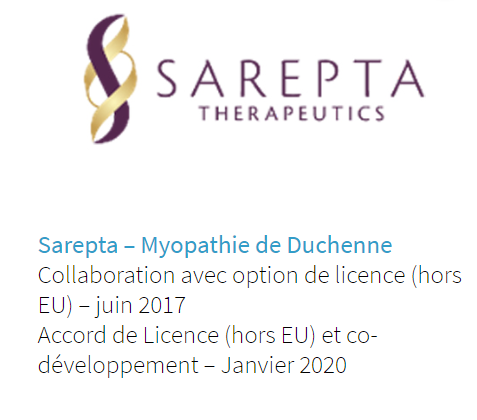 SAREPTA
THERAPEUTICS
Sarepta – Myopathie de Duchenne
Collaboration avec option de licence (hors
EU) – juin 2017
Accord de Licence (hors EU) et co-
développement – Janvier 2020